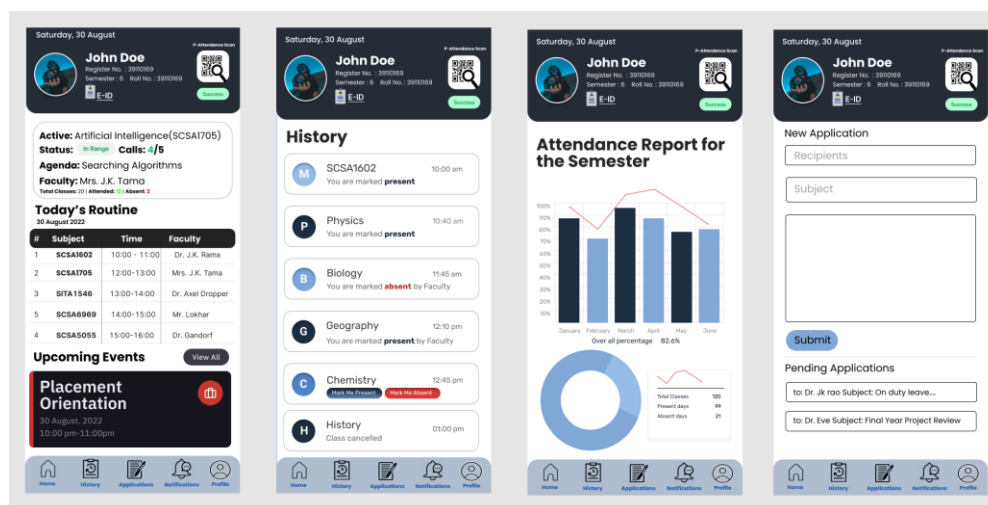 Saturday, 30 August
P-Attendance Scan
John Doe
Register No. : 39110169
Semester : 6 Roll No. : 39110169
E-ID
Success
Active: Artificial Intelligence(SCSA1705)
Status: In Range Calls: 4/5
Agenda: Searching Algorithms
Faculty: Mrs. J.K. Tama
Total Classes: 20 | Attended: 12 | Absent: 2
Today's Routine
30 August 2022
# Subject Time Faculty
1 SCSA1602 10:00 - 11:00 Dr. J.K. Rama
2 SCSA1705 12:00-13:00 Mrs. J.K. Tama
3 SITA1546 13:00-14:00 Dr. Axel Dropper
5 SCSA6969 14:00-15:00 Mr. Lokhar
4 SCSA5055 15:00-16:00 Dr. Gandorf
Upcoming Events View All
Placement
Orientation
30 August, 2022
10:00 pm-11:00pm
Home History Applications Notifications Profile
Saturday, 30 August
P-Attendance Scan
John Doe
Register No. : 39110169
Semester : 6 Roll No. : 39110169
E-ID
Success
History
M SCSA1602 10:00 am
You are marked present
P Physics 10:40 am
You are marked present
B Biology 11:45 am
You are marked absent by Faculty
G Geography 12:10 pm
You are marked present by Faculty
C Chemistry 12:45 pm
Mark Me Present Mark Me Absent
H History 01:00 pm
Class cancelled
Home History Applications Notifications Profile
Saturday, 30 August
P-Attendance Scan
John Doe
Register No. : 39110169
Semester : 6 Roll No. : 39110169
E-ID
Success
Attendance Report for
the Semester
100%
90%
80%
70%
60%
50%
40%
30%
20%
10%
January February March April May June
Over all percentage 82.6%
Total Classes 120
Present days 99
Absent days 21
Home History Applications Notifications Profile
Saturday, 30 August
P-Attendance Scan
John Doe
Register No. : 39110169
Semester : 6 Roll No. : 39110169
E-ID
Success
New Application
Recipients
Subject
Submit
Pending Applications
to: Dr. Jk rao Subject: On duty leave....
to: Dr. Eve Subject: Final Year Project Review
Home History Applications Notifications Profile